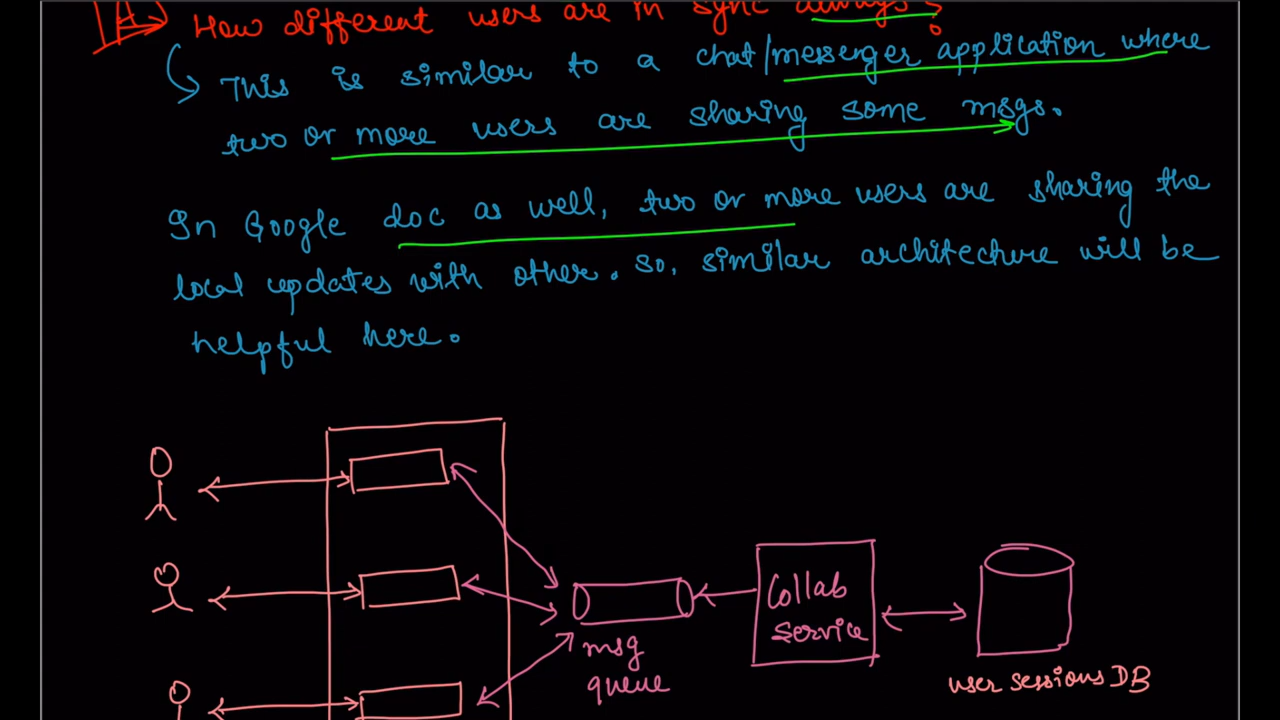 A How different users are in sync always?
This is similar to a chat/messenger application where
two or more users are sharing some msgs.
In Google doc as well, two or more users are sharing the
local updates with other. So, similar architecture will be
helpful here.
Collab
Service
msg
queue
user sessions DB